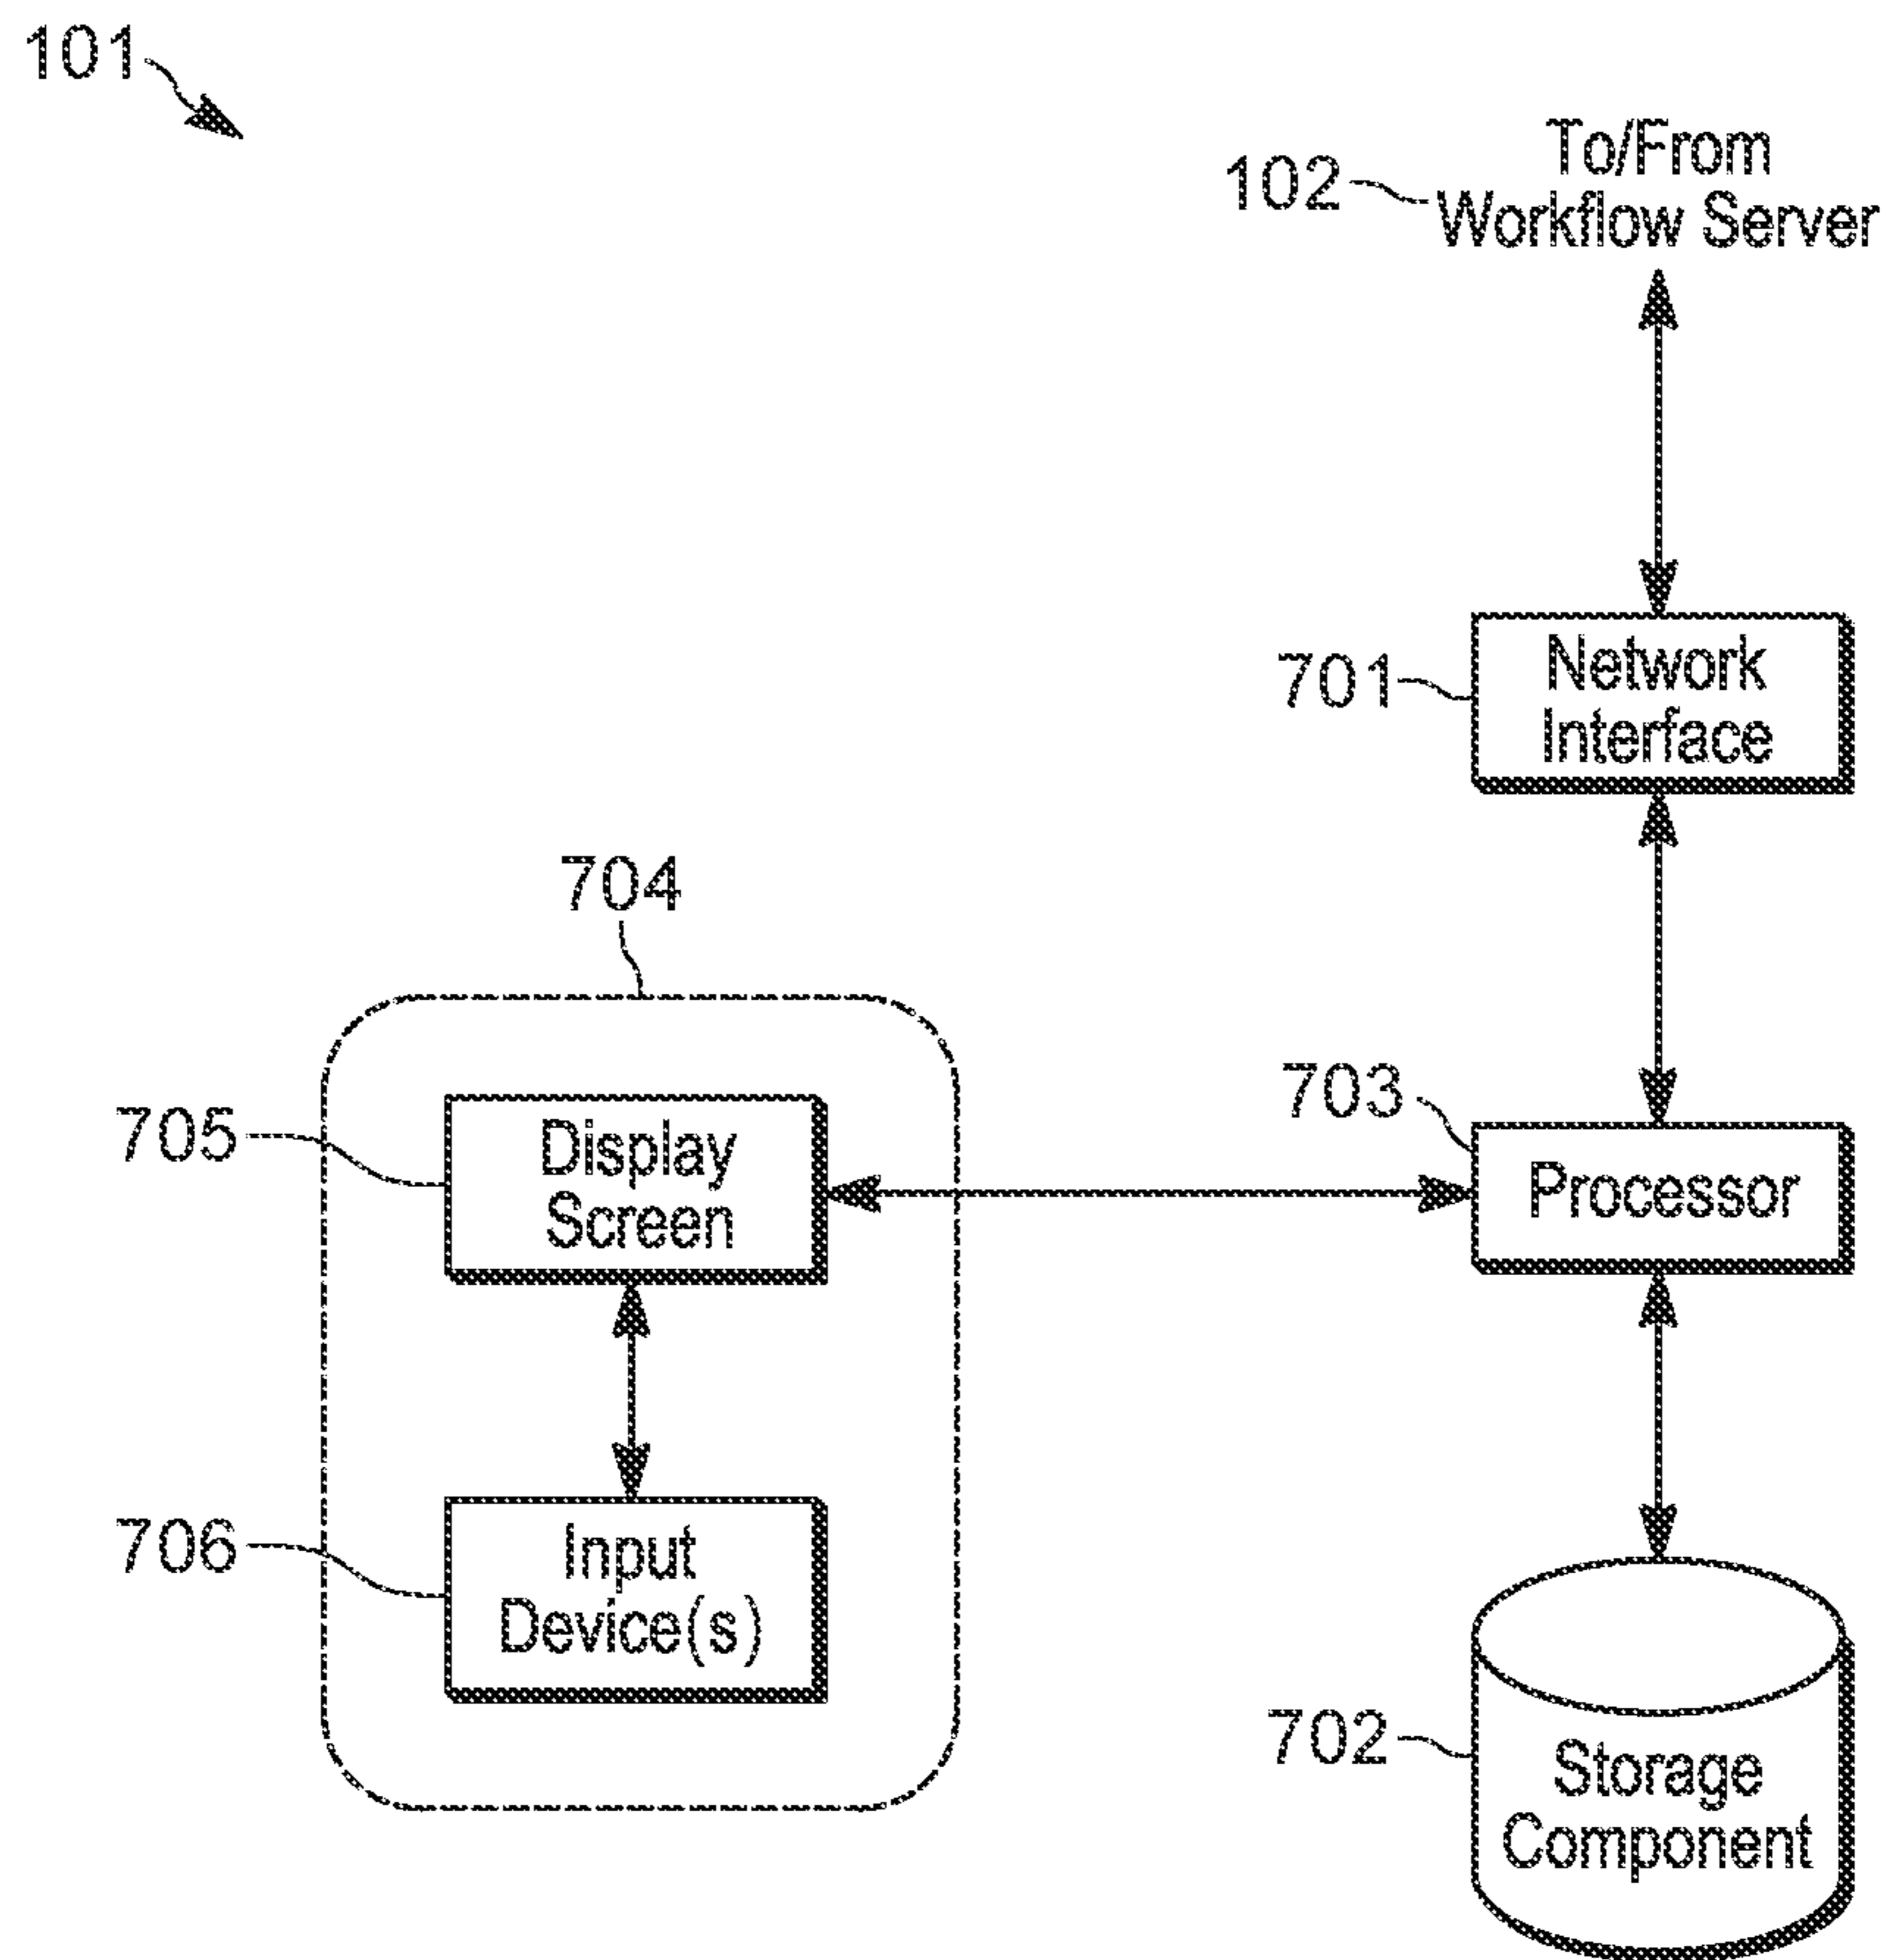 101
To/From
102 Workflow Server
701
Network
Interface
704
703
Processor
705
Display
Screen
706
Input
Device(s)
702
Storage
Component